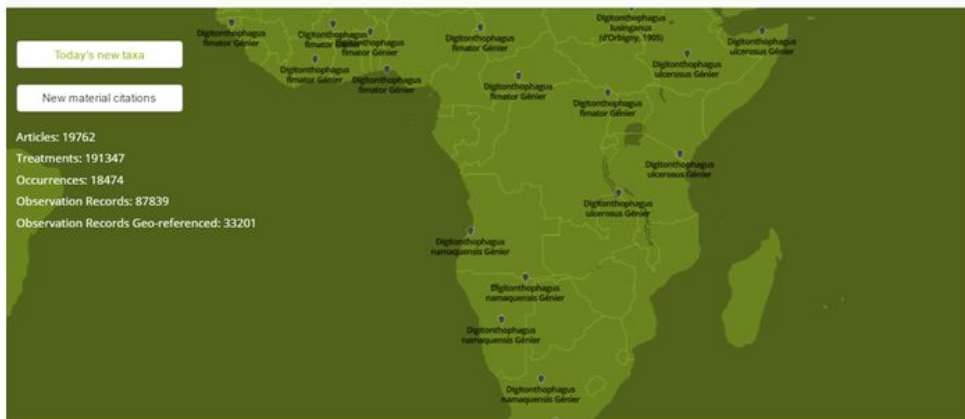 Today's new taxa
New material citations
Articles: 19762
Treatments: 191347
Occurrences: 18474
Observation Records: 87839
Observation Records Geo-referenced: 33201
Digitonthophagus
fimator Génier
Digitonthophagus
fimator Génier
Digitonthophagus
fimator Génier
Digitonthophagus
fimator Génier
Digitonthophagus
lusinganus
(d'Orbigny, 1905)
Digitonthophagus
ulcerosus Génier
Digitonthophagus
ulcerosus Génier
Digitonthophagus
fimator Génier
Digitonthophagus
fimator Génier
Digitonthophagus
fimator Génier
Digitonthophagus
fimator Génier
Digitonthophagus
ulcerosus Génier
Digitonthophagus
ulcerosus Génier
Digitonthophagus
namaquensis Génier
Digitonthophagus
namaquensis Génier
Digitonthophagus
namaquensis Génier
Digitonthophagus
namaquensis Génier